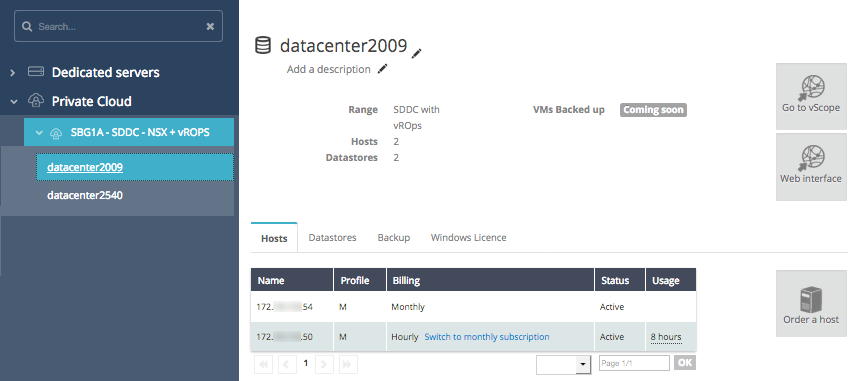 Search...
Dedicated servers
Private Cloud
SBG1A - SDDC - NSX + vROPS
datacenter2009
datacenter2540
datacenter2009
Add a description
Range SDDC with vROps
VMs Backed up Coming soon
Hosts 2
Datastores 2
Go to vScope
Web interface
Hosts Datastores Backup Windows Licence
Name Profile Billing Status Usage
172. .54 M Monthly Active
172. .50 M Hourly Switch to monthly subscription Active 8 hours
1 Page 1/1 OK
Order a host